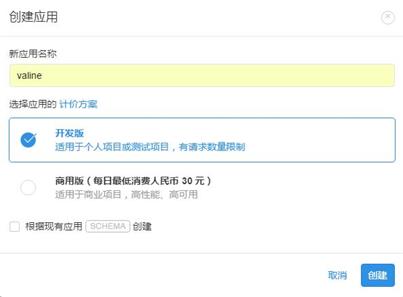 创建应用
新应用名称
valine
选择应用的 计价方案
开发版
适用于个人项目或测试项目，有请求数量限制
商用版（每日最低消费人民币 30 元）
适用于商业项目，高性能、高可用
根据现有应用 SCHEMA 创建
取消 创建